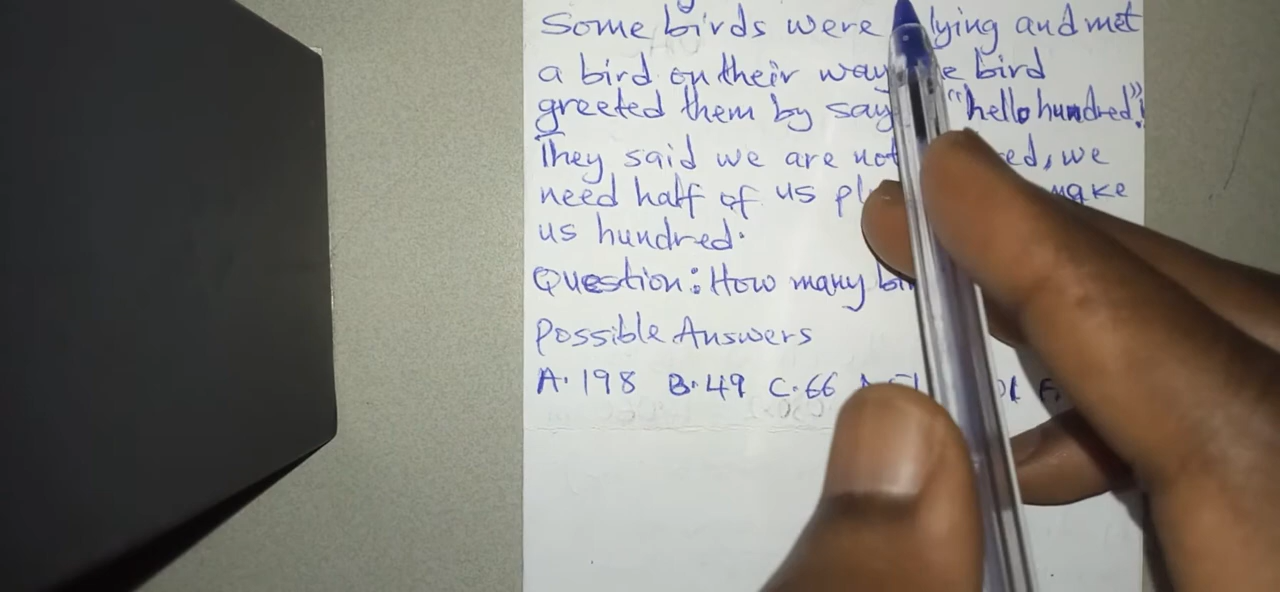 Some birds were lying and met
a bird on their way e bird
greeted them by say "hello hundred"!
They said we are not ed, we
need half of us pl make
us hundred.
Question: How many bi
Possible Answers
A. 198 B. 49 C. 66